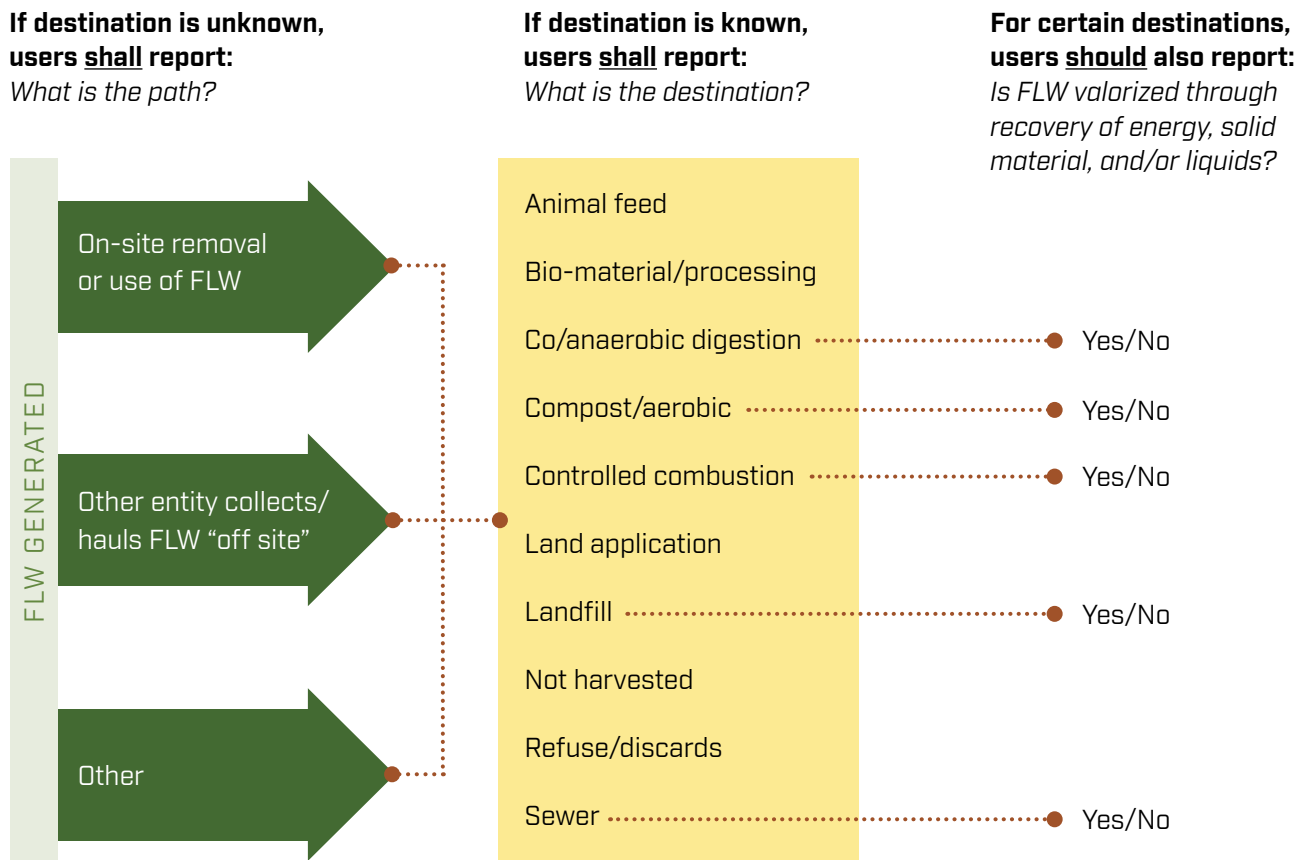 If destination is unknown,
users shall report:
What is the path?
If destination is known,
users shall report:
What is the destination?
For certain destinations,
users should also report:
Is FLW valorized through
recovery of energy, solid
material, and/or liquids?
FLW GENERATED
On-site removal
or use of FLW
Other entity collects/
hauls FLW “off site”
Other
Animal feed
Bio-material/processing
Co/anaerobic digestion
Yes/No
Compost/aerobic
Yes/No
Controlled combustion
Yes/No
Land application
Landfill
Yes/No
Not harvested
Refuse/discards
Sewer
Yes/No